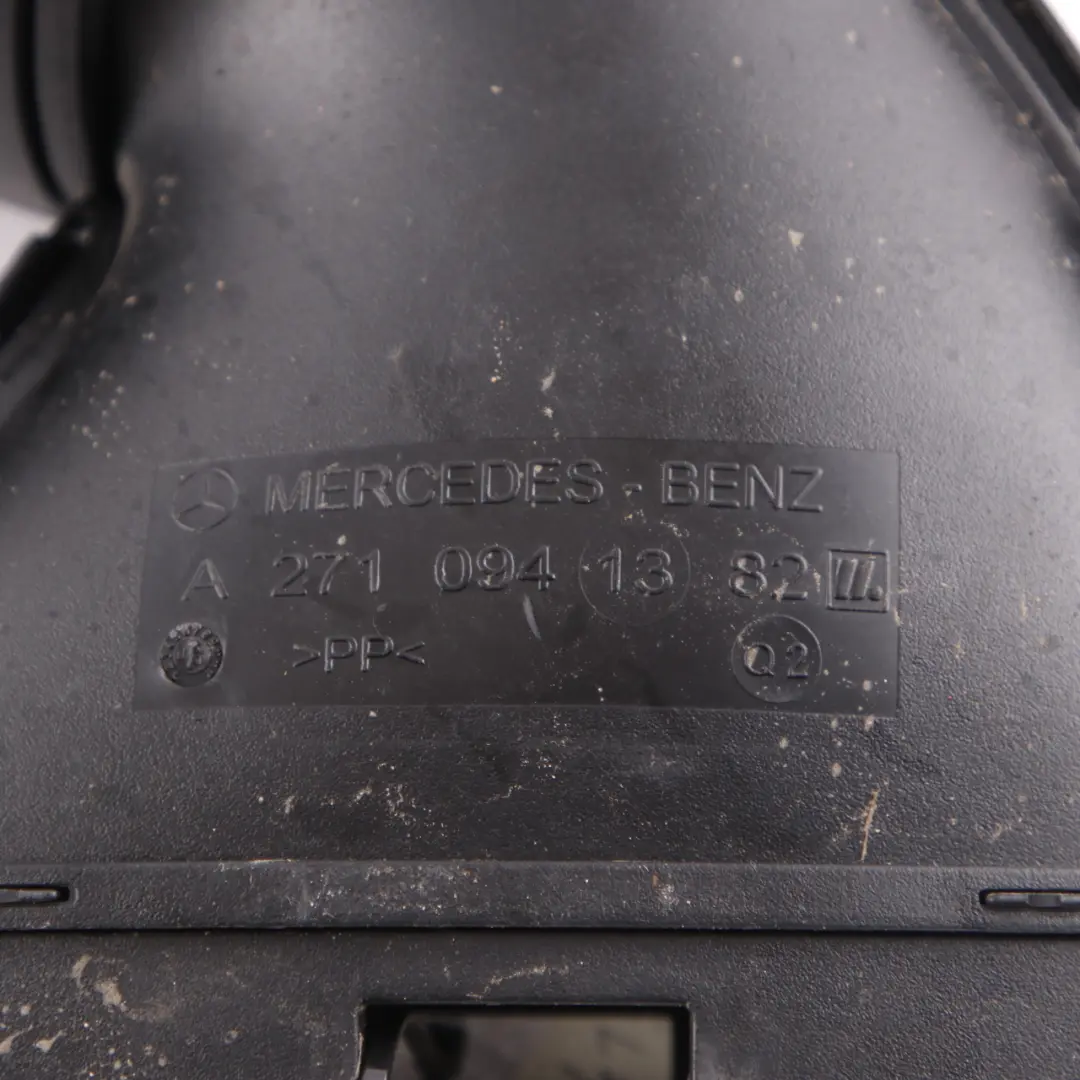 MERCEDES-BENZ
A 271 094 13 82
>PP< Q2